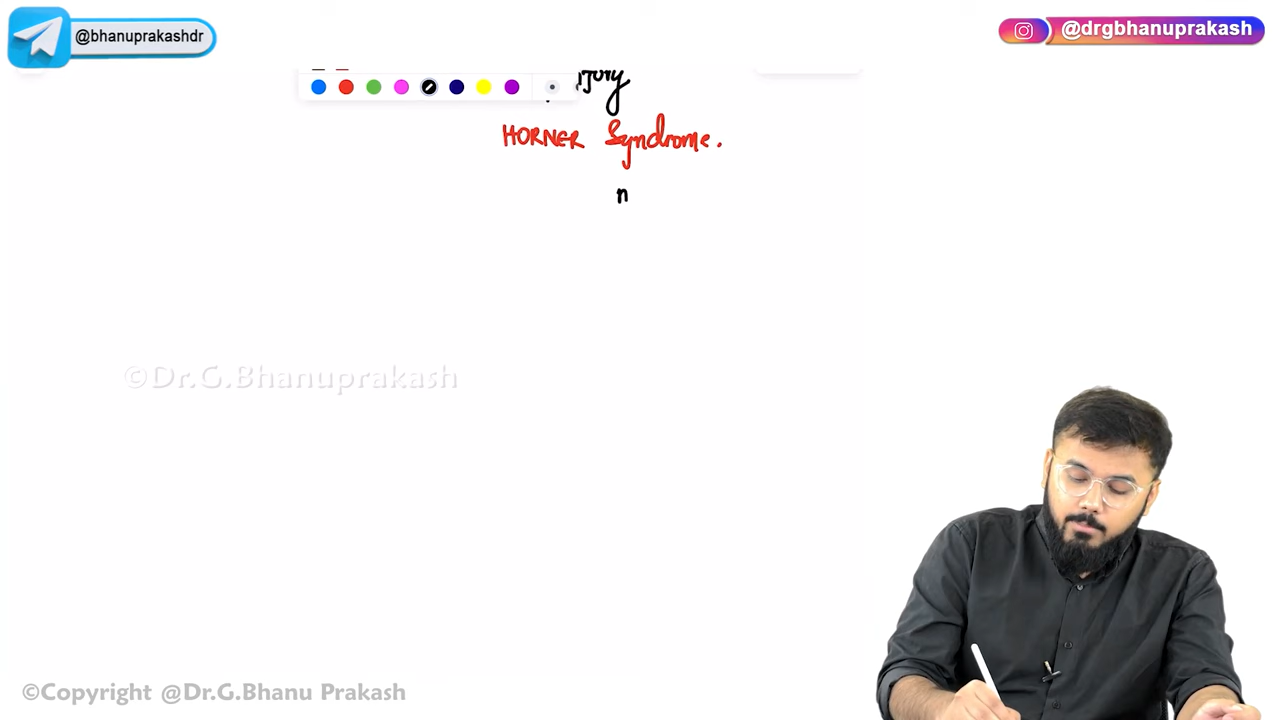 @bhanuprakashdr
@drgbhanuprakash
HORNER Syndrome.
n
©Dr.G.Bhanuprakash
©Copyright @Dr.G.Bhanu Prakash